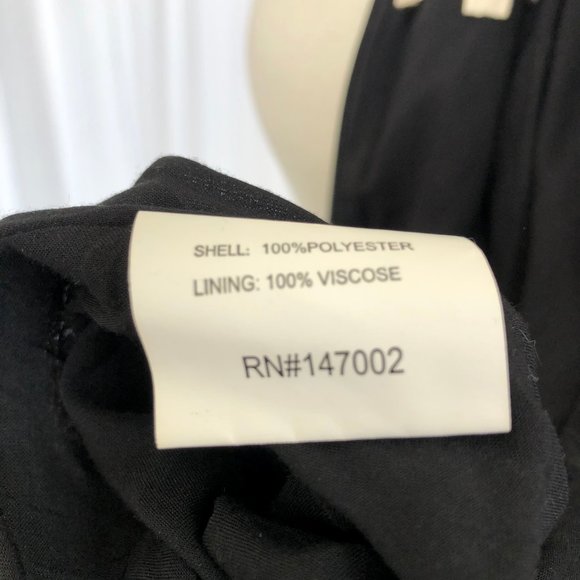 SHELL: 100%POLYESTER
LINING: 100% VISCOSE
RN#147002